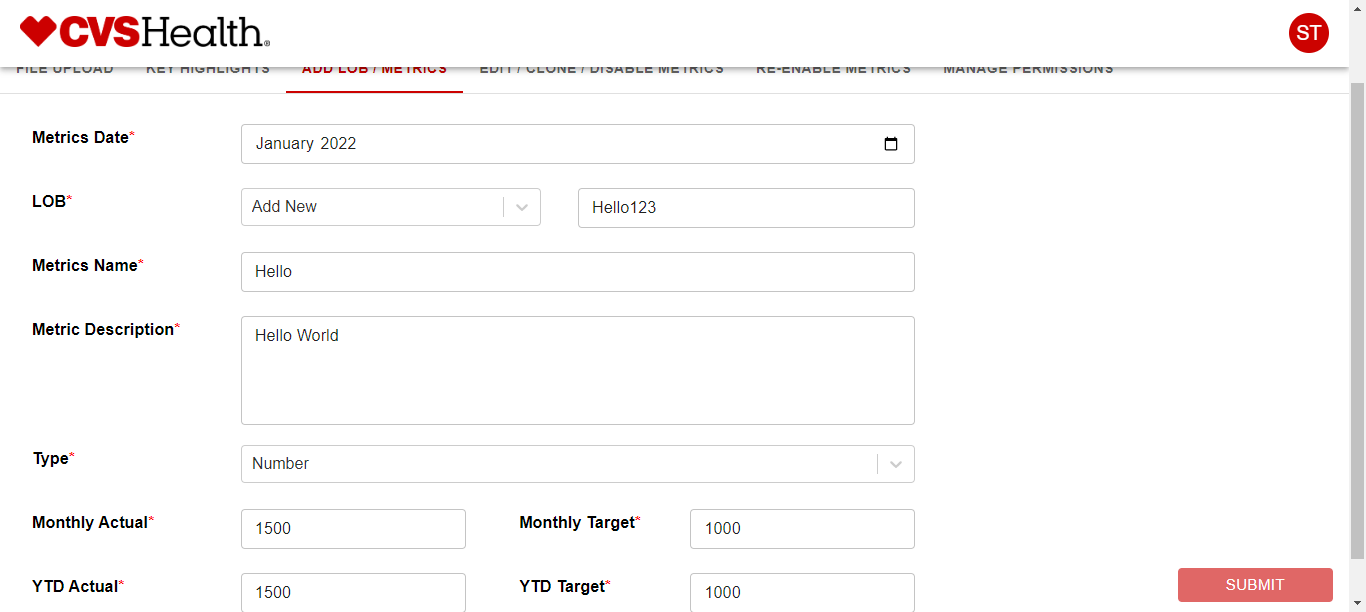 CVSHealth®
ST
FILE UPLOAD KEY HIGHLIGHTS ADD LOB / METRICS EDIT / CLONE / DISABLE METRICS RE-ENABLE METRICS MANAGE PERMISSIONS
Metrics Date* January 2022
LOB* Add New Hello123
Metrics Name* Hello
Metric Description* Hello World
Type* Number
Monthly Actual* 1500 Monthly Target* 1000
YTD Actual* 1500 YTD Target* 1000
SUBMIT